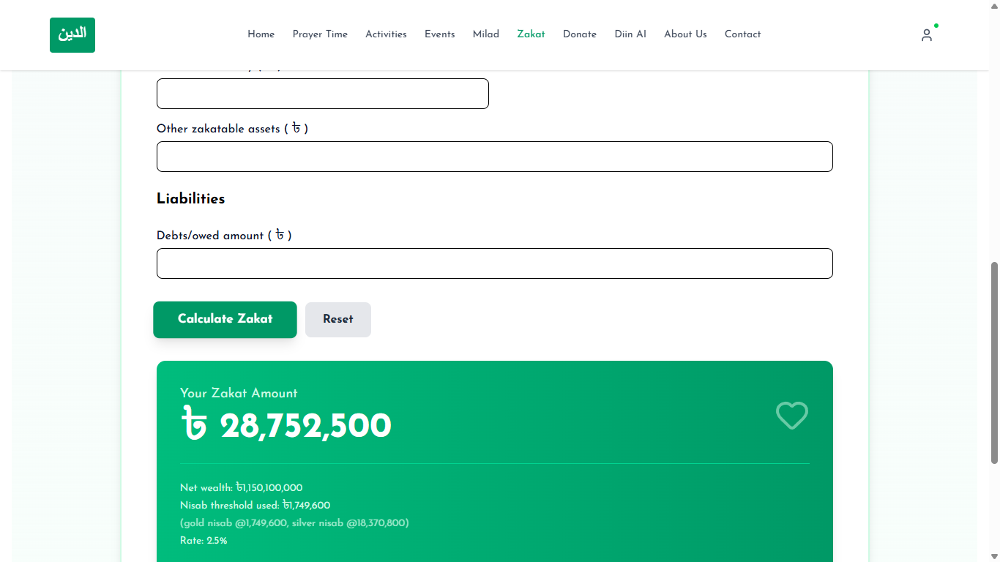 الدين
Home Prayer Time Activities Events Milad Zakat Donate Diin AI About Us Contact
Other zakatable assets ( ৳ )
Liabilities
Debts/owed amount ( ৳ )
Calculate Zakat Reset
Your Zakat Amount
৳ 28,752,500
Net wealth: ৳1,150,100,000
Nisab threshold used: ৳1,749,600
(gold nisab @1,749,600, silver nisab @18,370,800)
Rate: 2.5%